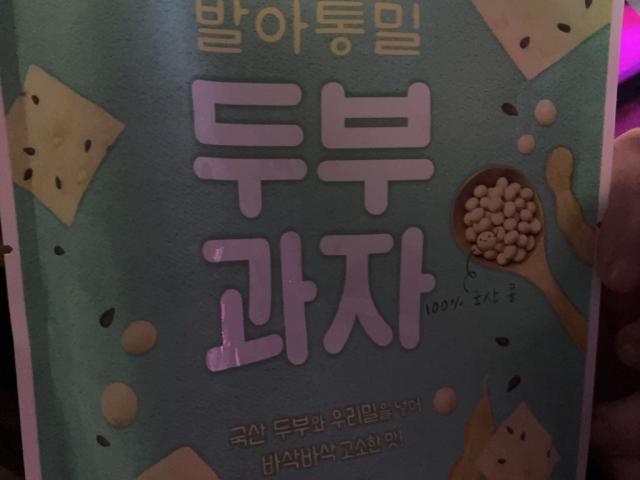 발아통밀
두부
과자
100% 국산 콩
국산 두부와 우리밀을 넣어
바삭바삭 고소한 맛!